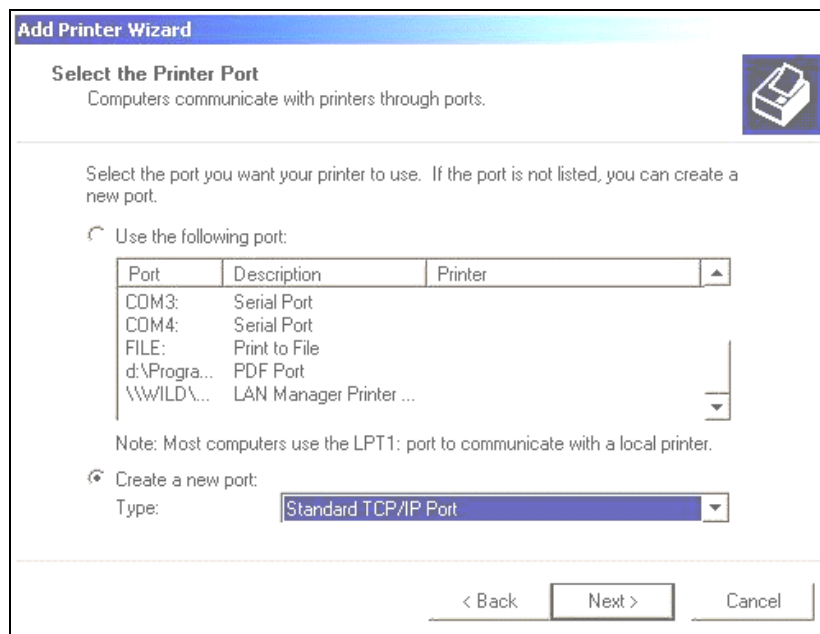 Add Printer Wizard
Select the Printer Port
Computers communicate with printers through ports.
Select the port you want your printer to use. If the port is not listed, you can create a
new port.
Use the following port:
Port Description Printer
COM3: Serial Port
COM4: Serial Port
FILE: Print to File
d:\Progra... PDF Port
\\WILD\... LAN Manager Printer ...
Note: Most computers use the LPT1: port to communicate with a local printer.
Create a new port:
Type: Standard TCP/IP Port
< Back Next > Cancel